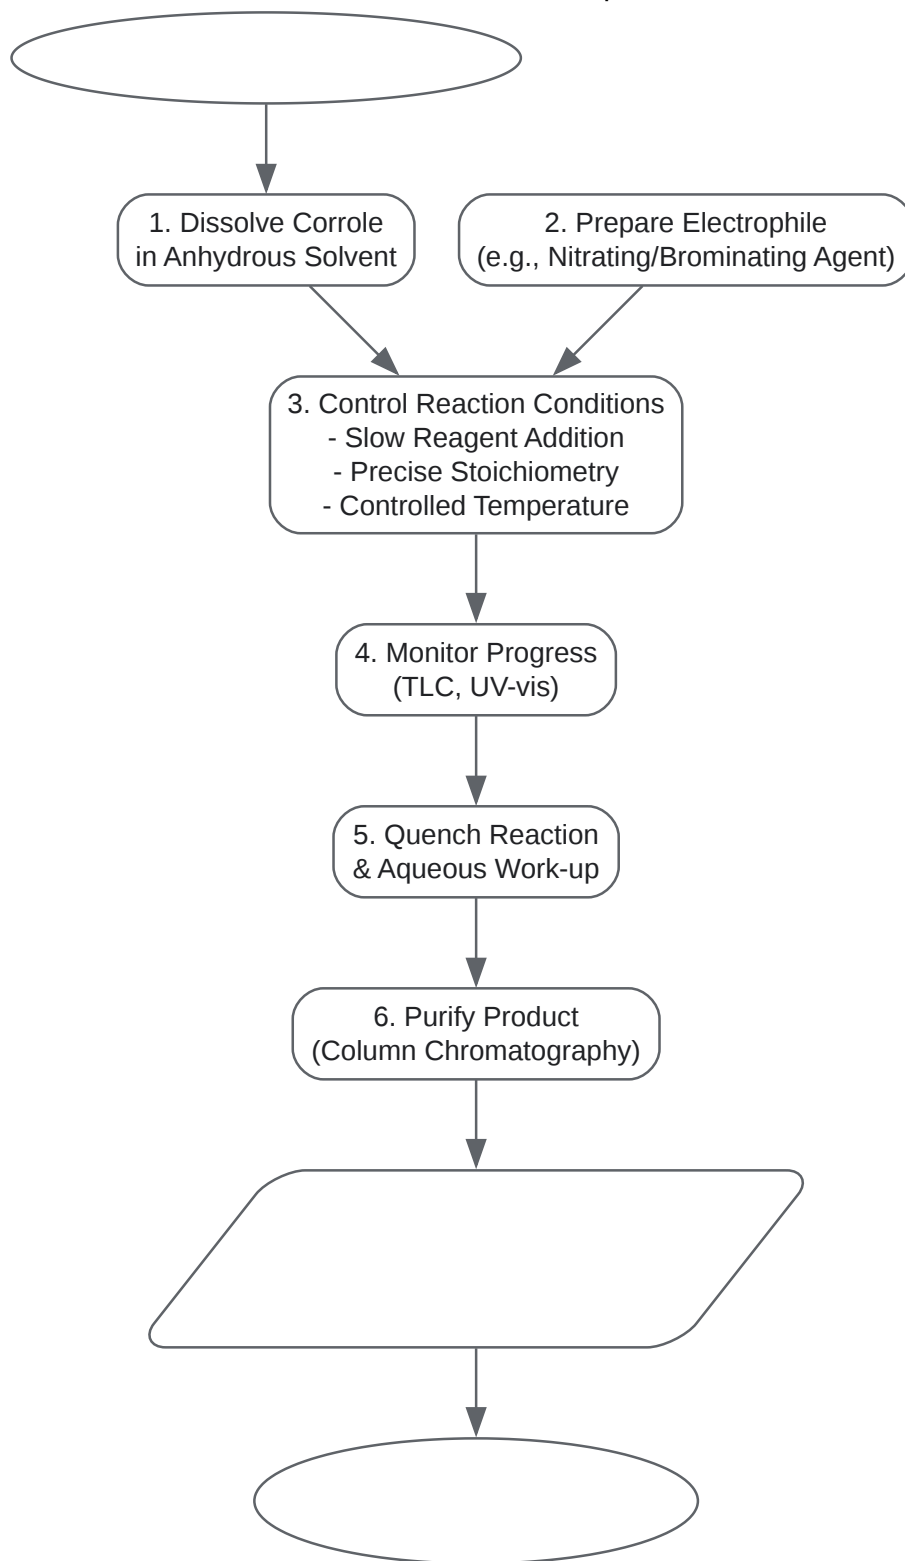 1. Dissolve Corrole
in Anhydrous Solvent
2. Prepare Electrophile
(e.g., Nitrating/Brominating Agent)
3. Control Reaction Conditions
- Slow Reagent Addition
- Precise Stoichiometry
- Controlled Temperature
4. Monitor Progress
(TLC, UV-vis)
5. Quench Reaction
& Aqueous Work-up
6. Purify Product
(Column Chromatography)